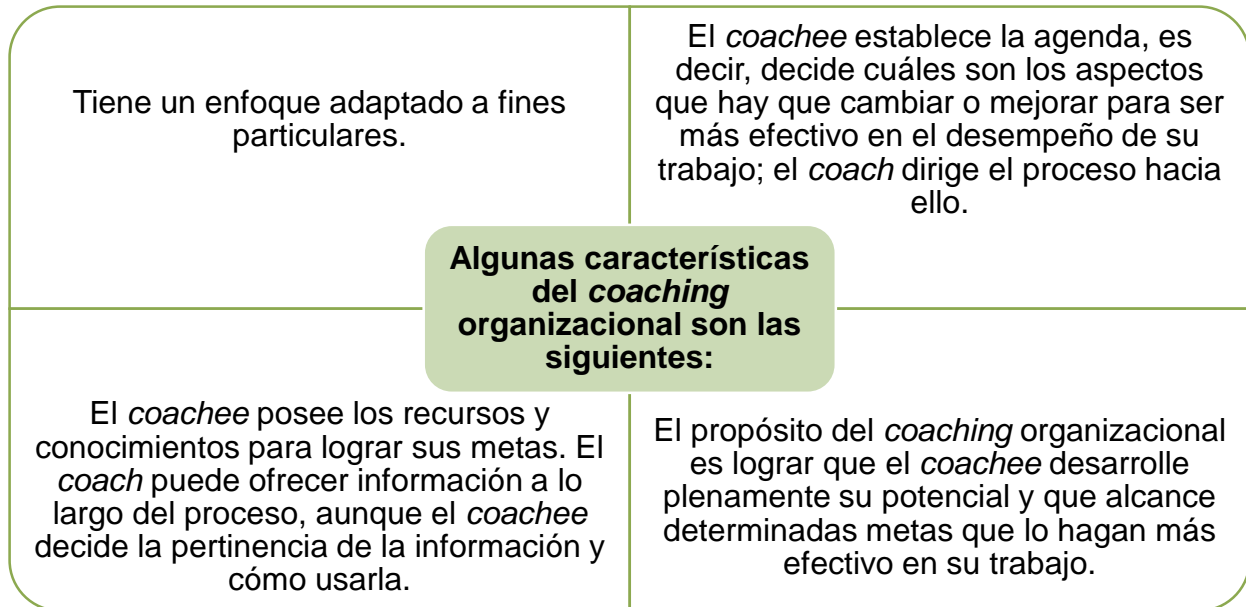 Tiene un enfoque adaptado a fines
particulares.
El coachee establece la agenda, es
decir, decide cuáles son los aspectos
que hay que cambiar o mejorar para ser
más efectivo en el desempeño de su
trabajo; el coach dirige el proceso hacia
ello.
Algunas características
del coaching
organizacional son las
siguientes:
El coachee posee los recursos y
conocimientos para lograr sus metas. El
coach puede ofrecer información a lo
largo del proceso, aunque el coachee
decide la pertinencia de la información y
cómo usarla.
El propósito del coaching organizacional
es lograr que el coachee desarrolle
plenamente su potencial y que alcance
determinadas metas que lo hagan más
efectivo en su trabajo.